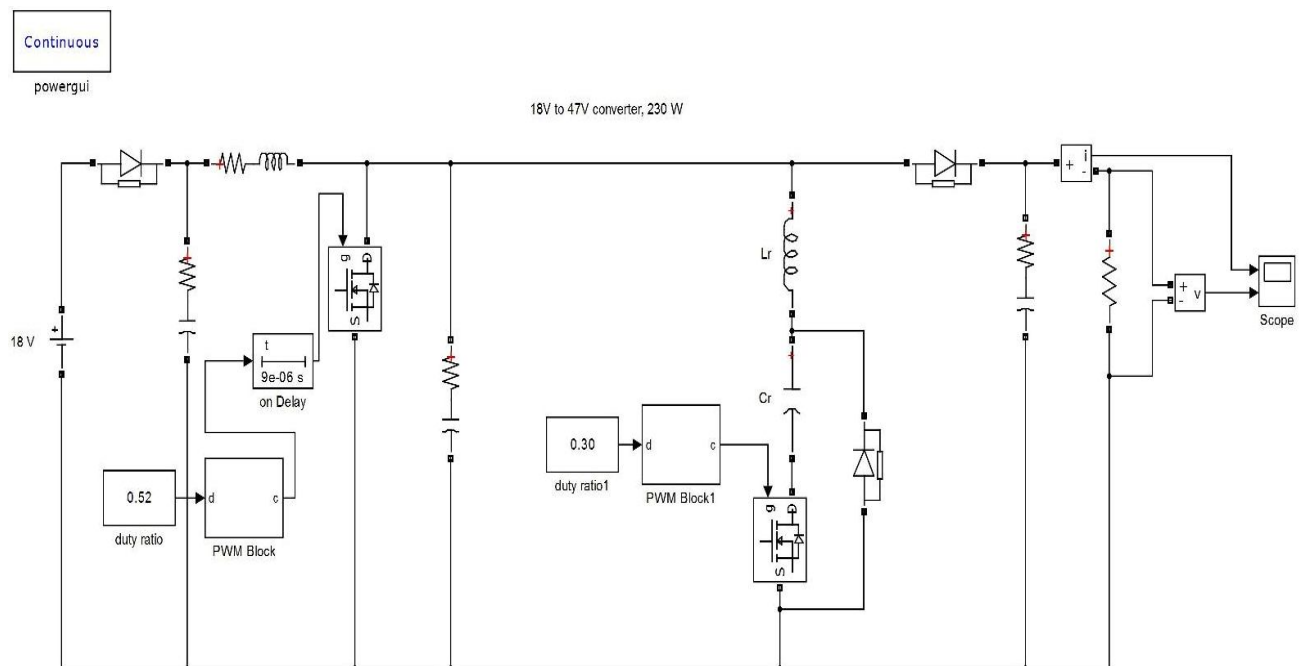 Continuous
powergui
18V to 47V converter, 230 W
i
+
-
g
D
S
Lr
+
-
v
Scope
+
18 V
t
9e-06 s
on Delay
Cr
0.30
d
c
duty ratio1
PWM Block1
0.52
d
c
duty ratio
PWM Block
g
D
S